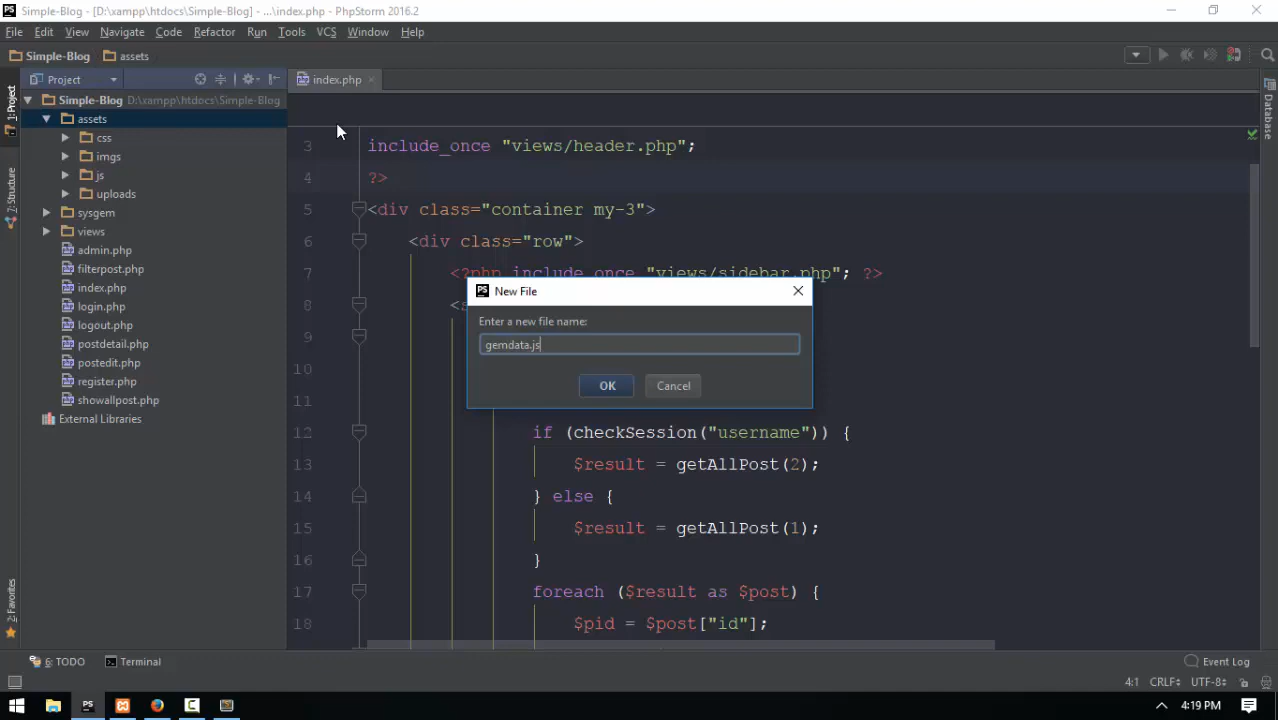 Simple-Blog - [D:\xampp\htdocs\Simple-Blog] - ...\index.php - PhpStorm 2016.2
File Edit View Navigate Code Refactor Run Tools VCS Window Help
Simple-Blog assets
Project
index.php
1: Project
7: Structure
2: Favorites
Database
Simple-Blog D:\xampp\htdocs\Simple-Blog
assets
css
imgs
js
uploads
sysgem
views
admin.php
filterpost.php
index.php
login.php
logout.php
postdetail.php
postedit.php
register.php
showallpost.php
External Libraries
3 include_once "views/header.php";
4 ?>
5 <div class="container my-3">
6 <div class="row">
7 <?php include_once "views/sidebar.php"; ?>
8 <s
9
10
11
12 if (checkSession("username")) {
13 $result = getAllPost(2);
14 } else {
15 $result = getAllPost(1);
16 }
17 foreach ($result as $post) {
18 $pid = $post["id"];
New File
Enter a new file name:
gemdata.js
OK Cancel
6: TODO Terminal Event Log
4:1 CRLF UTF-8
4:19 PM